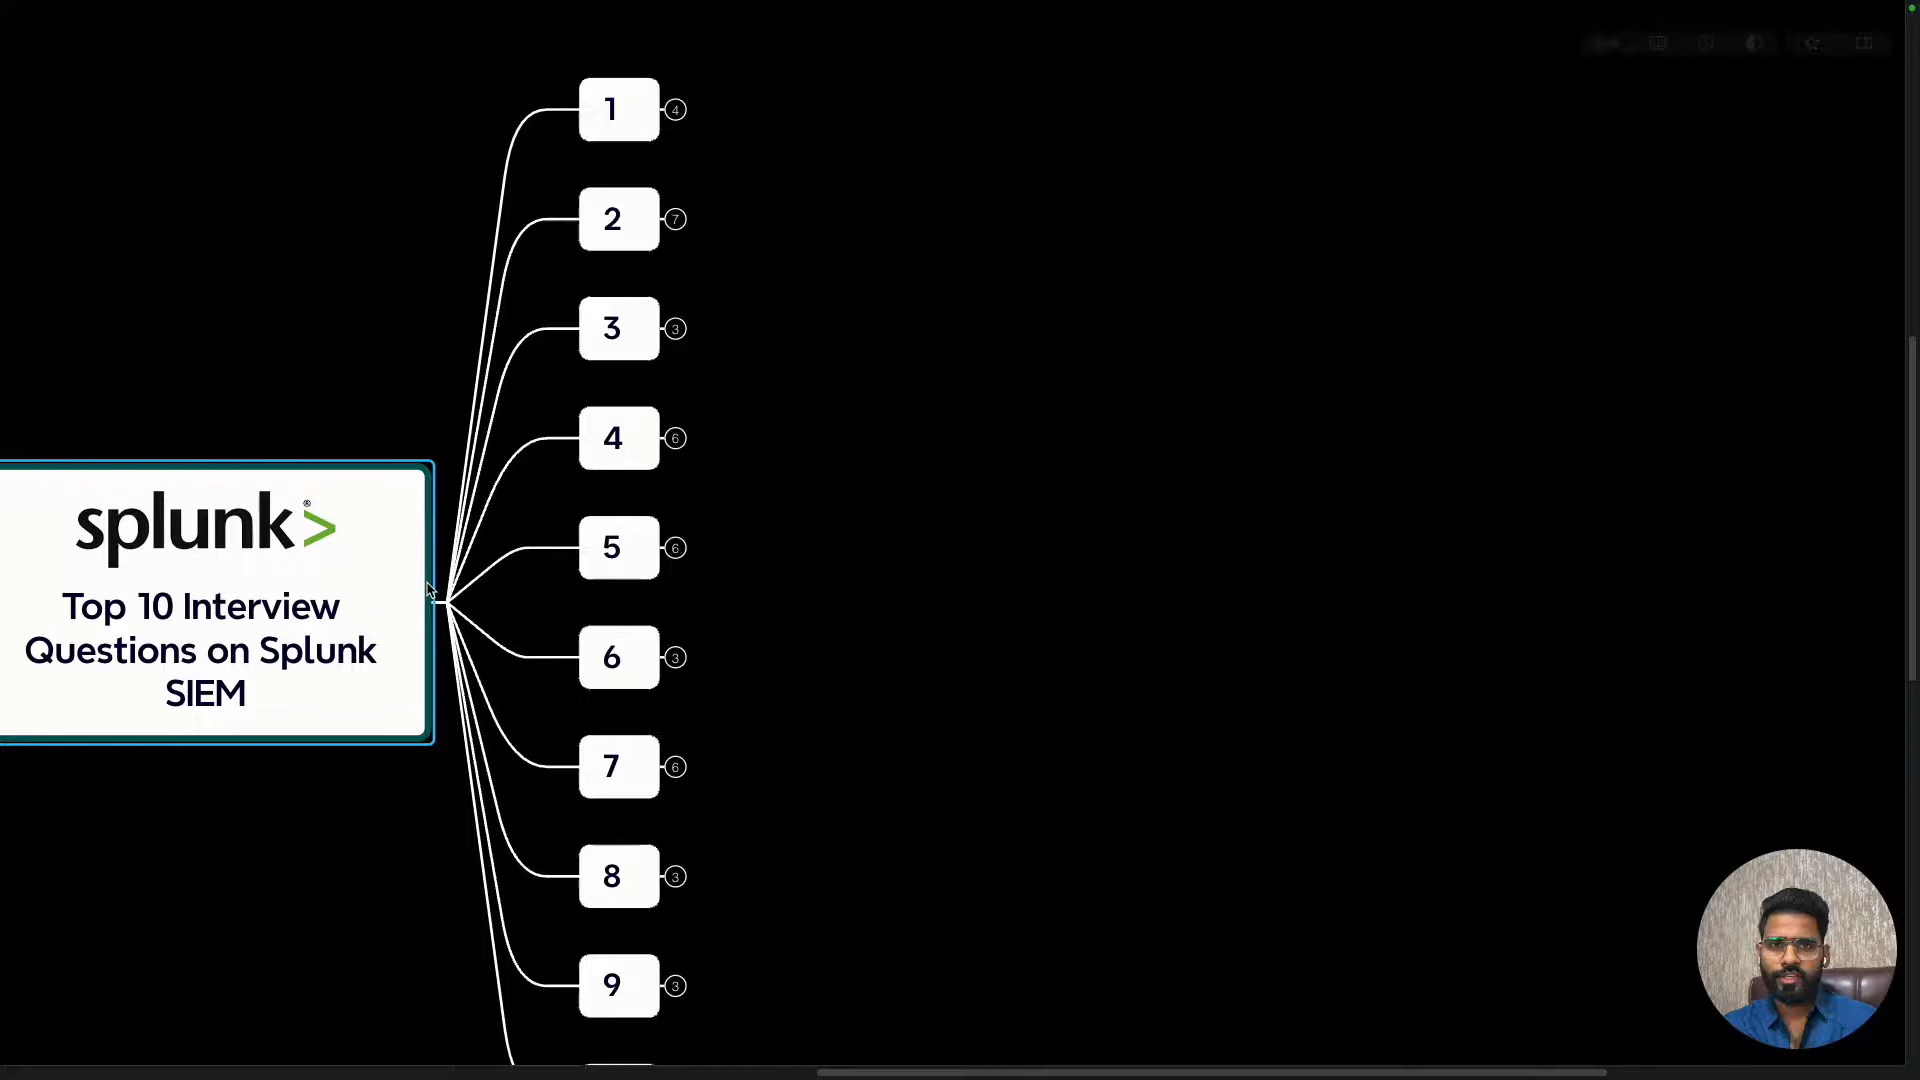 1 4
2 7
3 3
4 6
5 6
6 3
7 6
8 3
9 3
splunk>®
Top 10 Interview
Questions on Splunk
SIEM